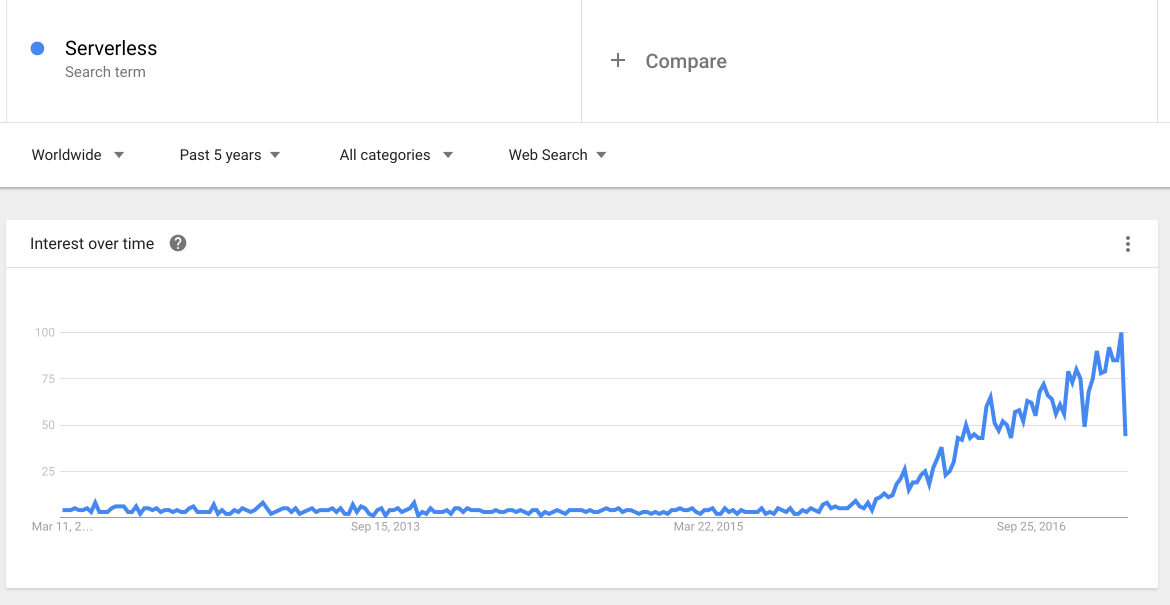 Serverless
Search term
+ Compare
Worldwide Past 5 years All categories Web Search
Interest over time ?
100
75
50
25
Mar 11, 2… Sep 15, 2013 Mar 22, 2015 Sep 25, 2016